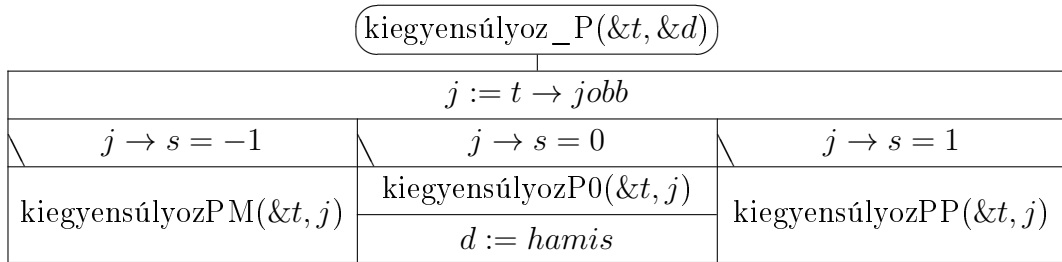 kiegyensúlyoz_P(&t, &d)
j := t → jobb
j → s = −1
j → s = 0
j → s = 1
kiegyensúlyozPM(&t, j)
kiegyensúlyozP0(&t, j)
d := hamis
kiegyensúlyozPP(&t, j)